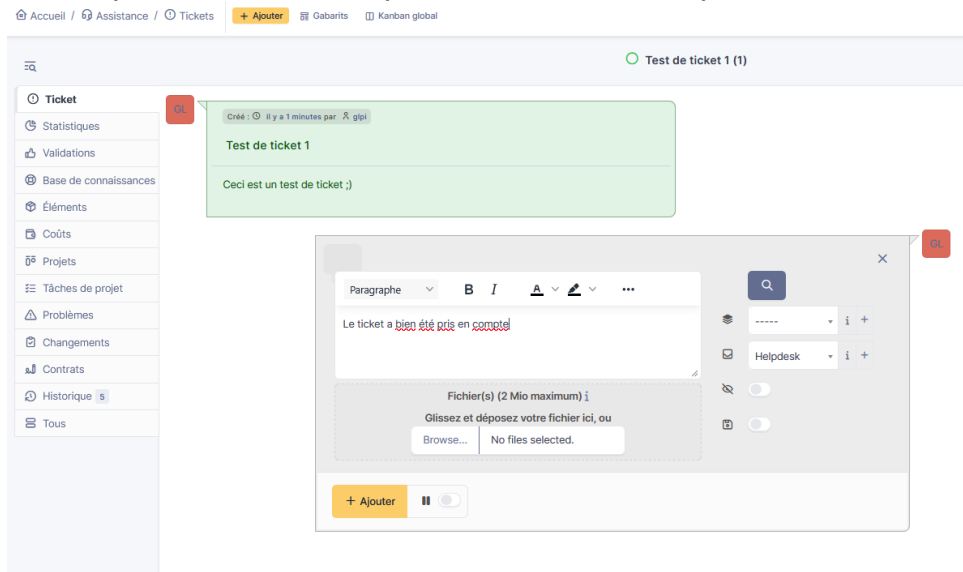 Accueil / Assistance / Tickets + Ajouter Gabarits Kanban global
Test de ticket 1 (1)
Ticket
Statistiques
Validations
Base de connaissances
Éléments
Coûts
Projets
Tâches de projet
Problèmes
Changements
Contrats
Historique 5
Tous
GL
Créé : il y a 1 minutes par glpi
Test de ticket 1
Ceci est un test de ticket ;)
GL
Paragraphe B I A •••
Le ticket a bien été pris en compte
Fichier(s) (2 Mio maximum) i
Glissez et déposez votre fichier ici, ou
Browse... No files selected.
----- i +
Helpdesk i +
+ Ajouter